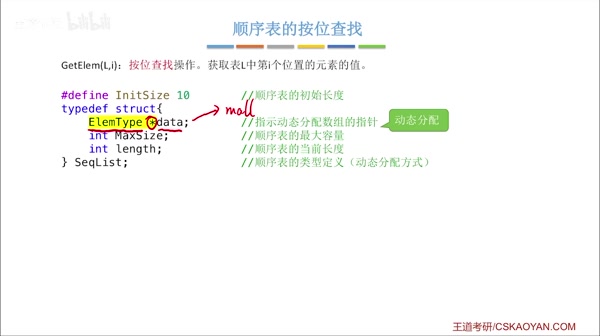 bilibili
顺序表的按位查找
GetElem(L,i)：按位查找操作。获取表L中第i个位置的元素的值。
#define InitSize 10 //顺序表的初始长度
typedef struct{
ElemType *data; //指示动态分配数组的指针
int MaxSize; //顺序表的最大容量
int length; //顺序表的当前长度
} SeqList; //顺序表的类型定义（动态分配方式）
mall
动态分配
王道考研/CSKAOYAN.COM